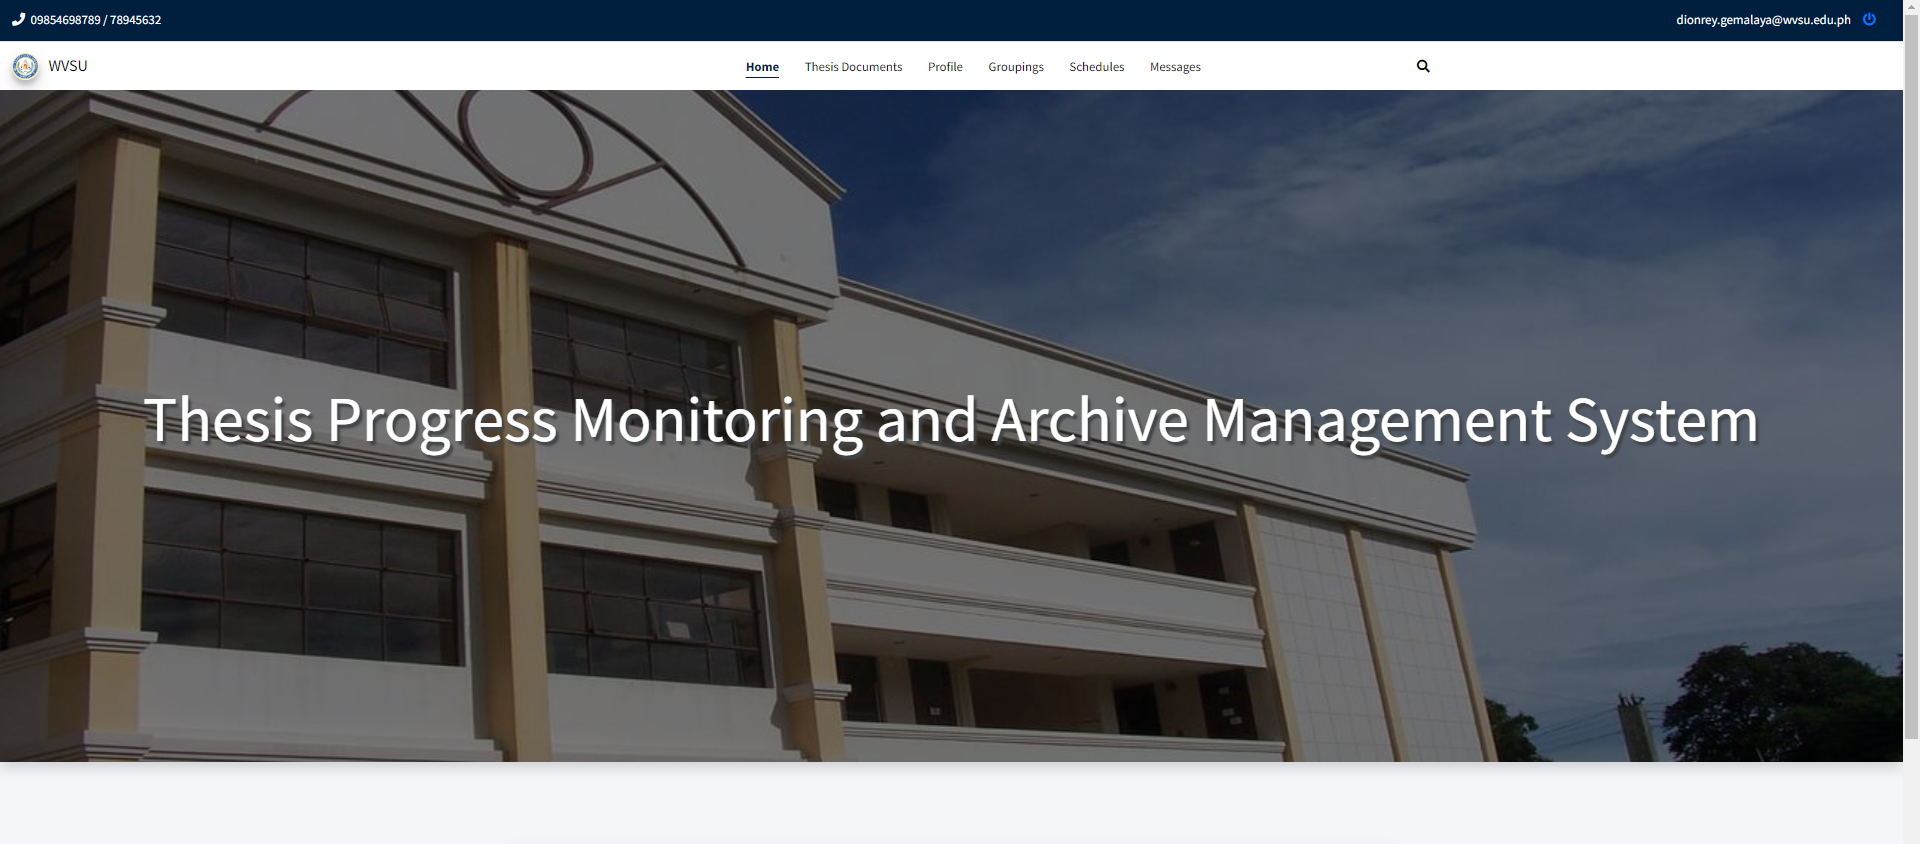 09854698789 / 78945632
dionrey.gemalaya@wvsu.edu.ph
WVSU
Home
Thesis Documents
Profile
Groupings
Schedules
Messages
Thesis Progress Monitoring and Archive Management System